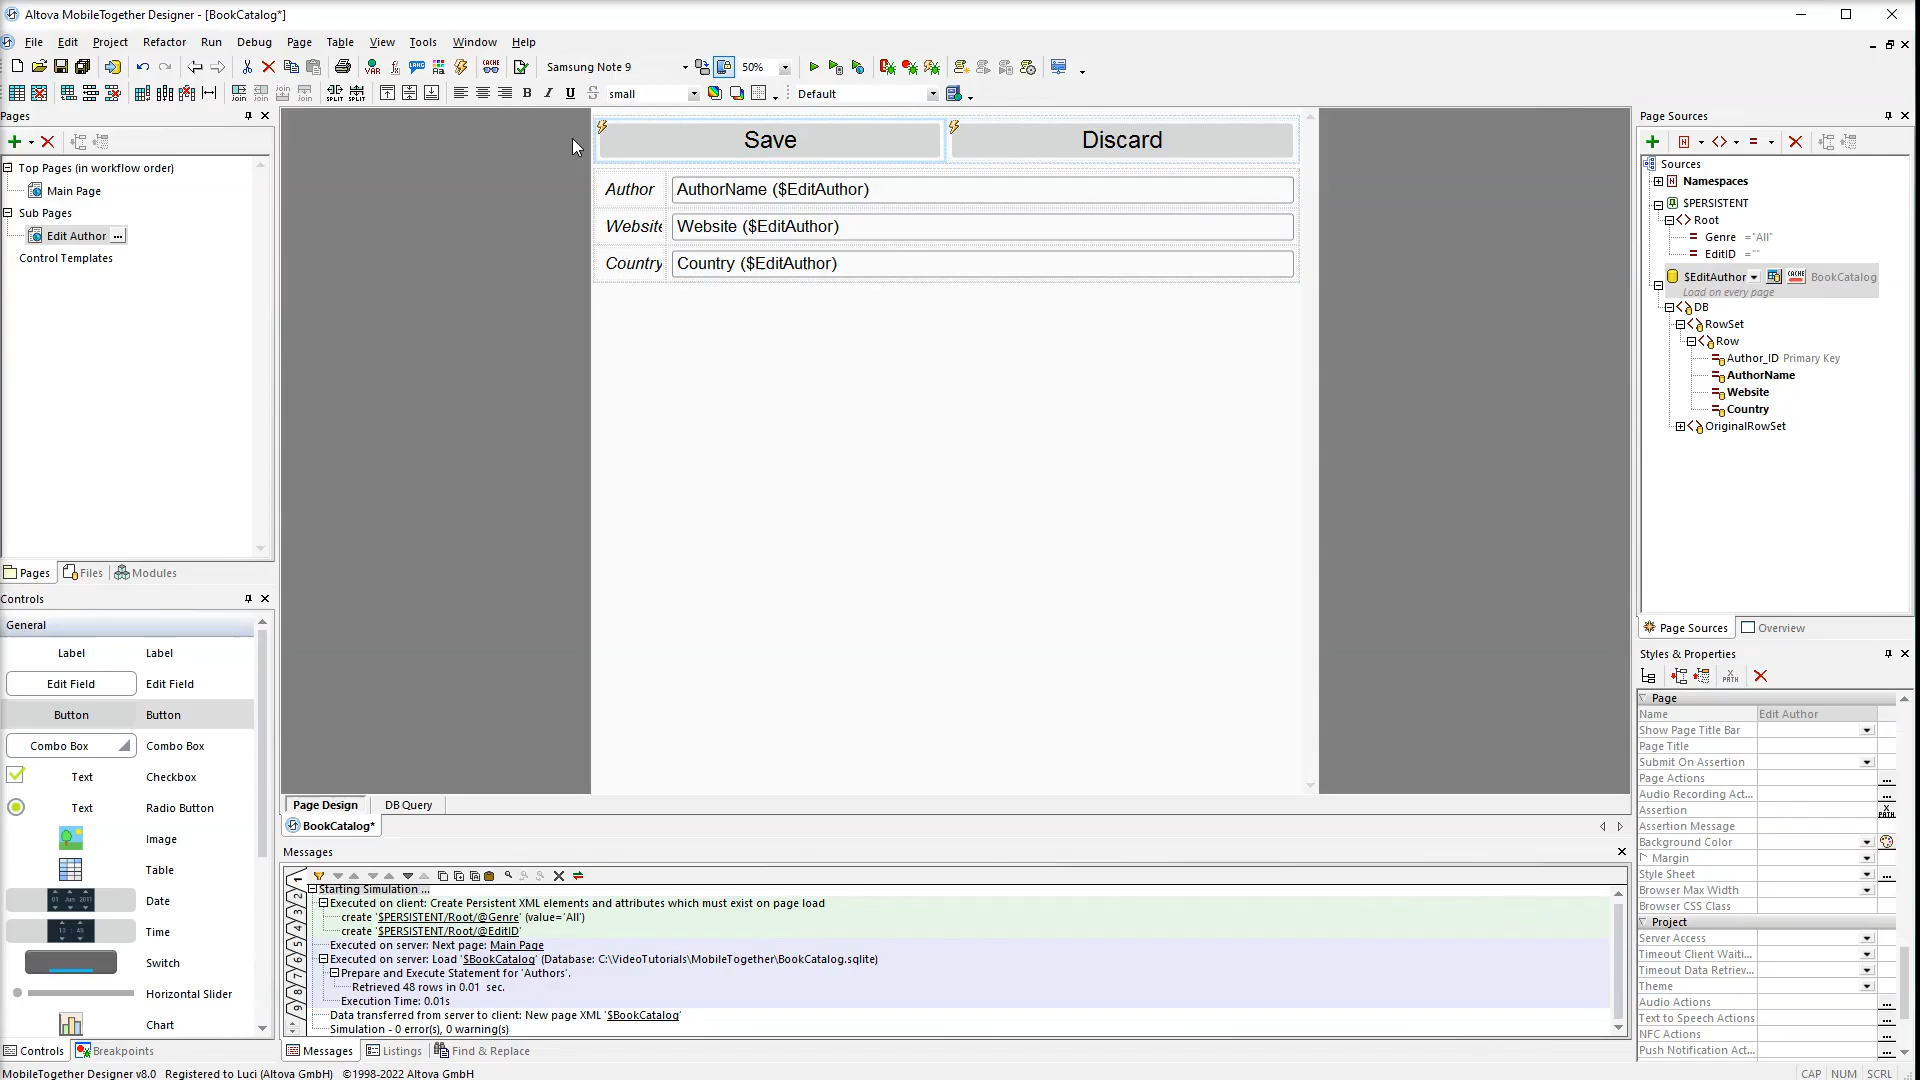 Altova MobileTogether Designer - [BookCatalog*]
File Edit Project Refactor Run Debug Page Table View Tools Window Help
Samsung Note 9 50%
small Default
Pages
Top Pages (in workflow order)
Main Page
Sub Pages
Edit Author ...
Control Templates
Pages Files Modules
Controls
General
Label Label
Edit Field Edit Field
Button Button
Combo Box Combo Box
Text Checkbox
Text Radio Button
Image
Table
Date
Time
Switch
Horizontal Slider
Chart
Controls Breakpoints
Save Discard
Author AuthorName ($EditAuthor)
Website Website ($EditAuthor)
Country Country ($EditAuthor)
Page Design DB Query
BookCatalog*
Messages
Starting Simulation ...
Executed on client: Create Persistent XML elements and attributes which must exist on page load
create '$PERSISTENT/Root/@Genre' (value='All')
create '$PERSISTENT/Root/@EditID'
Executed on server: Next page: Main Page
Executed on server: Load '$BookCatalog' (Database: C:\VideoTutorials\MobileTogether\BookCatalog.sqlite)
Prepare and Execute Statement for 'Authors'.
Retrieved 48 rows in 0.01 sec.
Execution Time: 0.01s
Data transferred from server to client: New page XML '$BookCatalog'
Simulation - 0 error(s), 0 warning(s)
Messages Listings Find & Replace
Page Sources
Sources
Namespaces
$PERSISTENT
Root
Genre ="All"
EditID =""
$EditAuthor CACHE BookCatalog
Load on every page
DB
RowSet
Row
Author_ID Primary Key
AuthorName
Website
Country
OriginalRowSet
Page Sources Overview
Styles & Properties
Page
Name Edit Author
Show Page Title Bar
Page Title
Submit On Assertion
Page Actions
Audio Recording Act...
Assertion
Assertion Message
Background Color
Margin
Style Sheet
Browser Max Width
Browser CSS Class
Project
Server Access
Timeout Client Waiti...
Timeout Data Retriev...
Theme
Audio Actions
Text to Speech Actions
NFC Actions
Push Notification Act...
MobileTogether Designer v8.0 Registered to Luci (Altova GmbH) ©1998-2022 Altova GmbH
CAP NUM SCRL